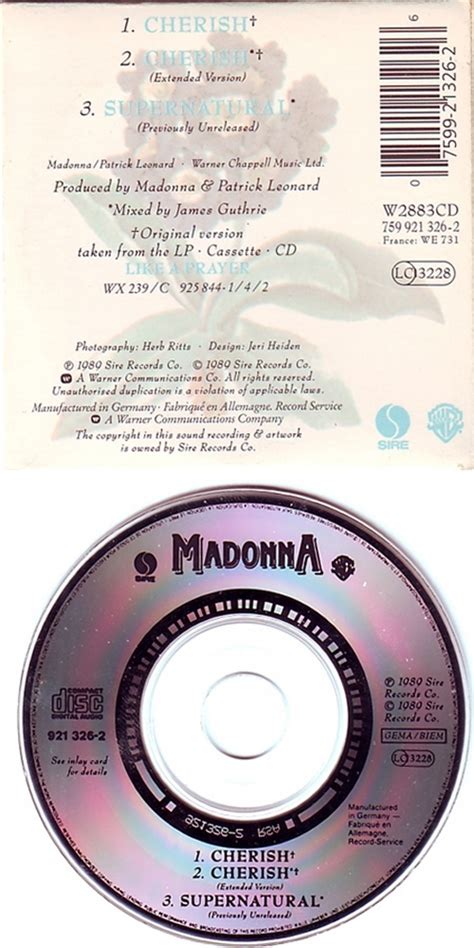 1. CHERISH†
2. CHERISH*†
(Extended Version)
3. SUPERNATURAL*
(Previously Unreleased)
Madonna/Patrick Leonard · Warner Chappell Music Ltd.
Produced by Madonna & Patrick Leonard
*Mixed by James Guthrie
†Original version
taken from the LP · Cassette · CD
LIKE A PRAYER
WX 239/C 925 844-1/4/2
Photography: Herb Ritts · Design: Jeri Heiden
℗ 1989 Sire Records Co. © 1989 Sire Records Co.
A Warner Communications Co. All rights reserved.
Unauthorised duplication is a violation of applicable laws.
Manufactured in Germany · Fabriqué en Allemagne. Record Service
A Warner Communications Company
The copyright in this sound recording & artwork
is owned by Sire Records Co.
6
07599-21326-2
W2883CD
759 921 326-2
France: WE 731
LC 3228
SIRE
MADONNA
SIRE
COMPACT
disc
DIGITAL AUDIO
921 326-2
See inlay card
for details
℗ 1989 Sire
Records Co.
© 1989 Sire
Records Co.
GEMA/BIEM
LC 3228
Manufactured
in Germany —
Fabriqué en
Allemagne,
Record-Service
921326-2 RSA
1. CHERISH†
2. CHERISH*†
(Extended Version)
3. SUPERNATURAL*
(Previously Unreleased)